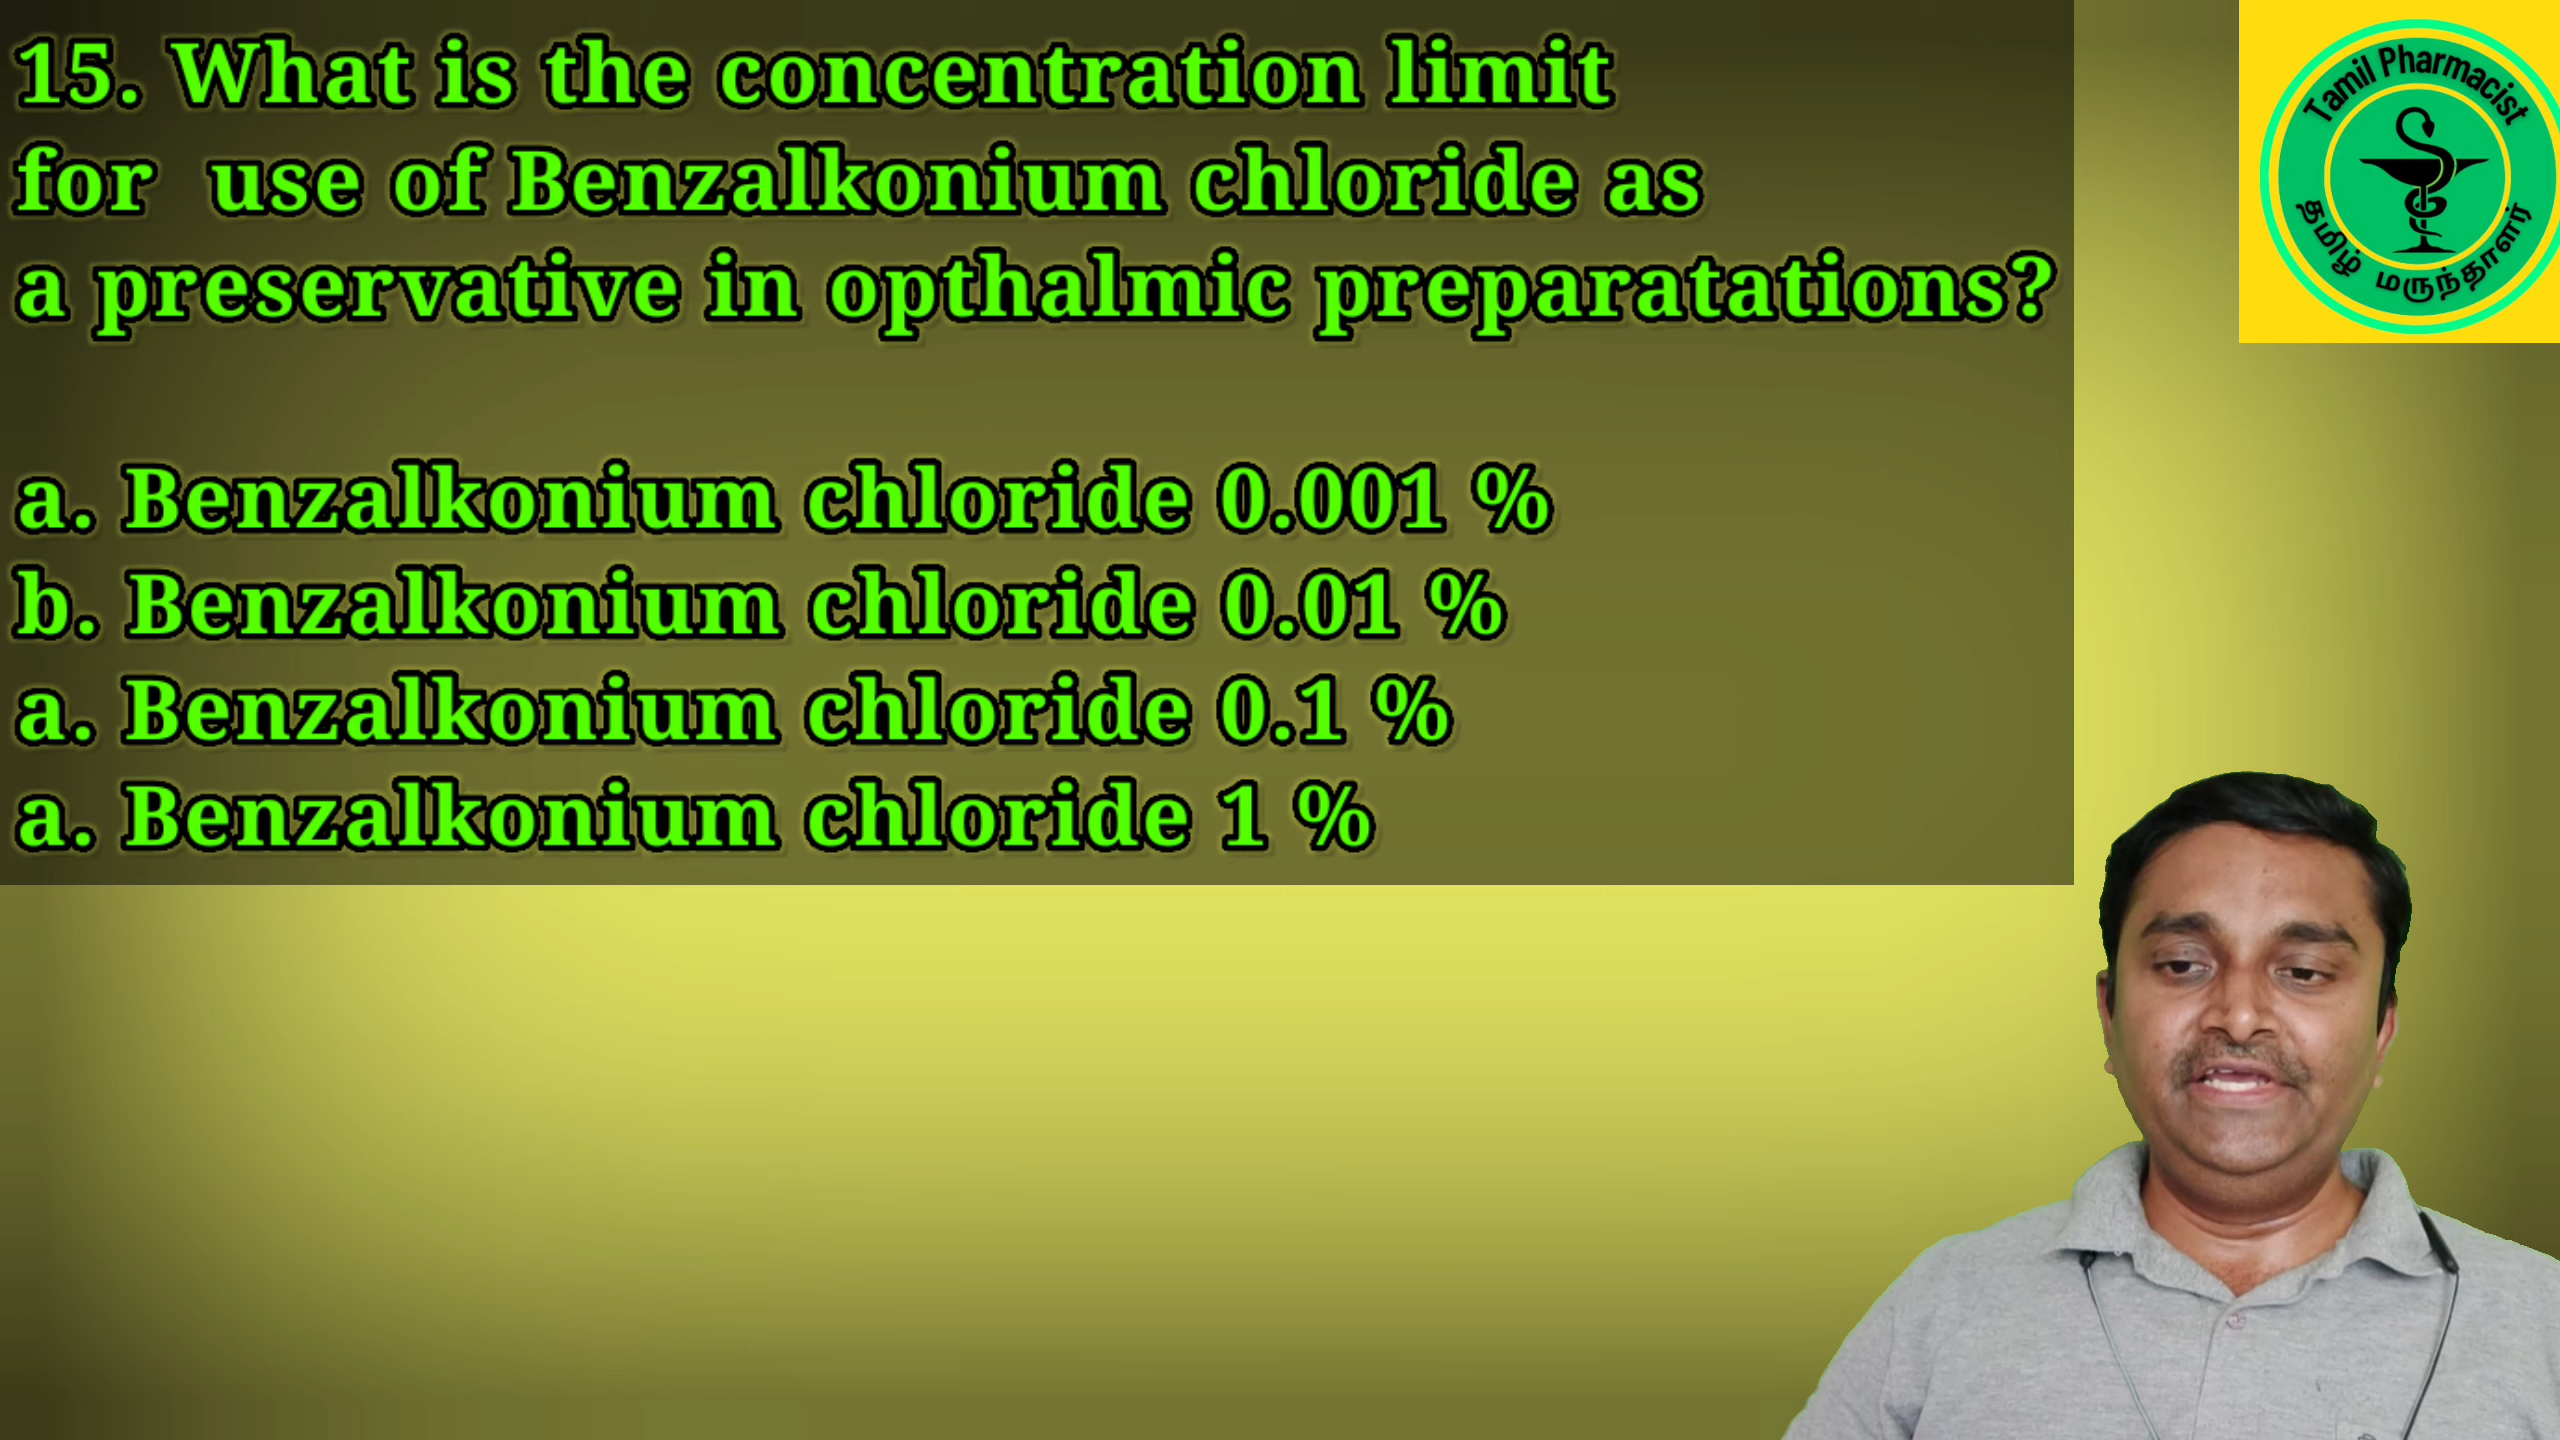 15. What is the concentration limit
for  use of Benzalkonium chloride as
a preservative in opthalmic preparatations?
a. Benzalkonium chloride 0.001 %
b. Benzalkonium chloride 0.01 %
a. Benzalkonium chloride 0.1 %
a. Benzalkonium chloride 1 %
Tamil Pharmacist
தமிழ் மருந்தாளர்